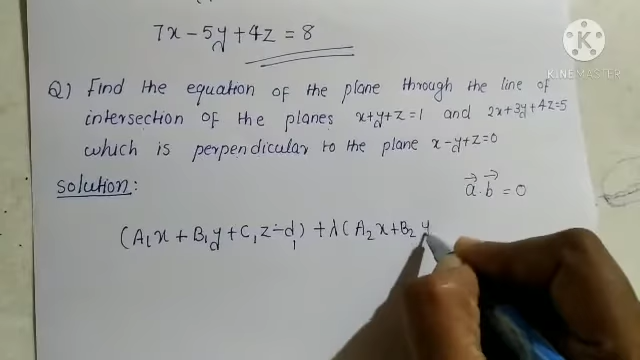 7x - 5y + 4z = 8
KINEMASTER
Q) Find the equation of the plane through the line of
intersection of the planes x+y+z=1 and 2x+3y+4z=5
which is perpendicular to the plane x-y+z=0
Solution:
a⃗.b⃗ = 0
(A₁x + B₁y + C₁z - d₁) + λ(A₂x + B₂ y